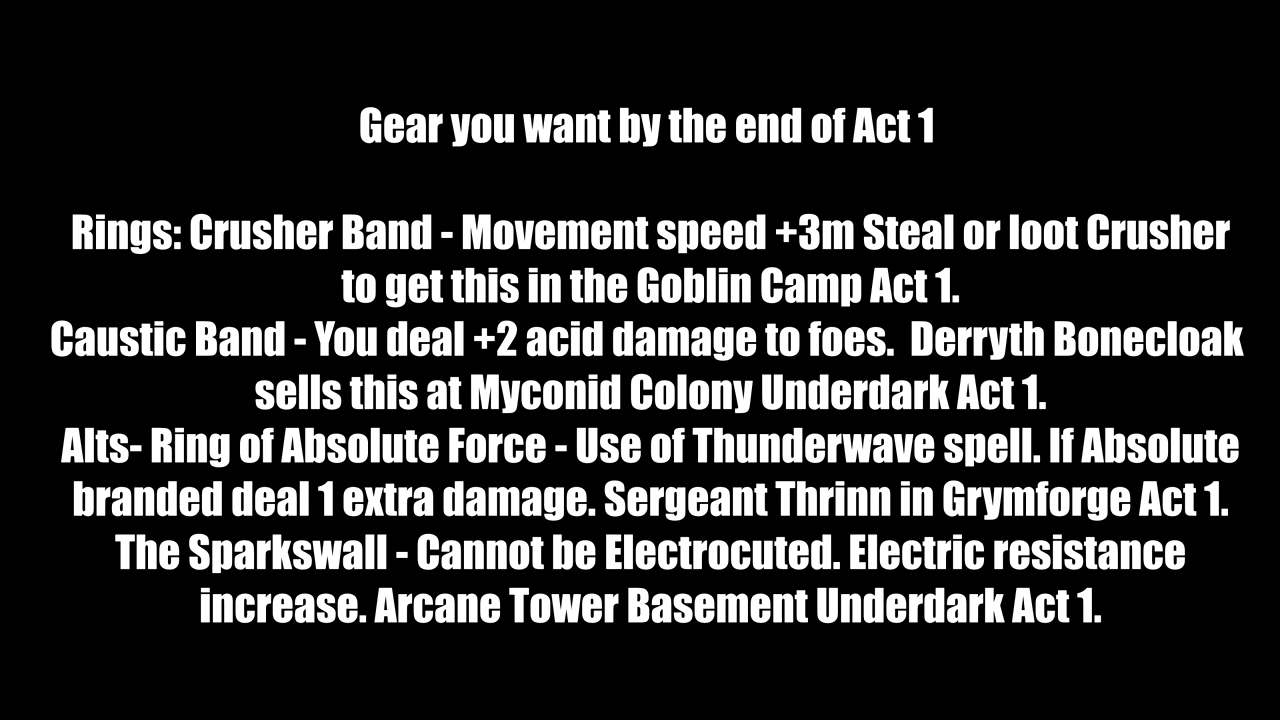 Gear you want by the end of Act 1
Rings: Crusher Band - Movement speed +3m Steal or loot Crusher
to get this in the Goblin Camp Act 1.
Caustic Band - You deal +2 acid damage to foes.  Derryth Bonecloak
sells this at Myconid Colony Underdark Act 1.
Alts- Ring of Absolute Force - Use of Thunderwave spell. If Absolute
branded deal 1 extra damage. Sergeant Thrinn in Grymforge Act 1.
The Sparkswall - Cannot be Electrocuted. Electric resistance
increase. Arcane Tower Basement Underdark Act 1.